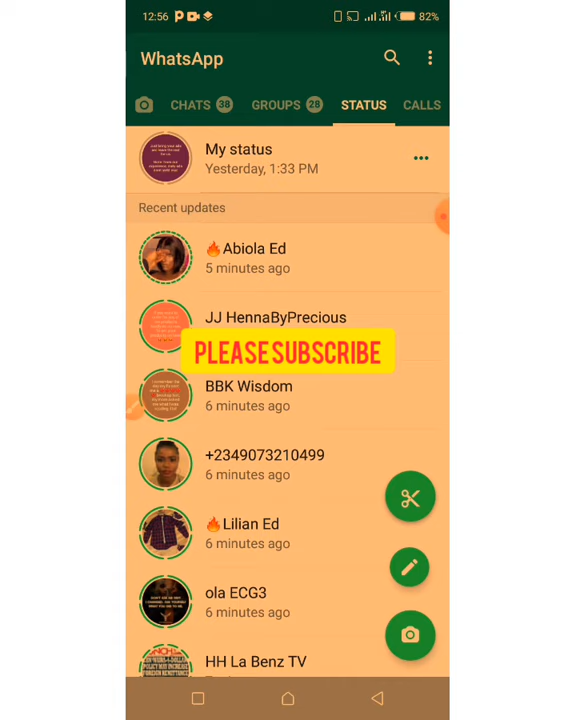 12:56
82%
WhatsApp
CHATS 38 GROUPS 28 STATUS CALLS
My status
Yesterday, 1:33 PM
Recent updates
🔥Abiola Ed
5 minutes ago
JJ HennaByPrecious
PLEASE SUBSCRIBE
BBK Wisdom
6 minutes ago
+2349073210499
6 minutes ago
🔥Lilian Ed
6 minutes ago
ola ECG3
6 minutes ago
HH La Benz TV